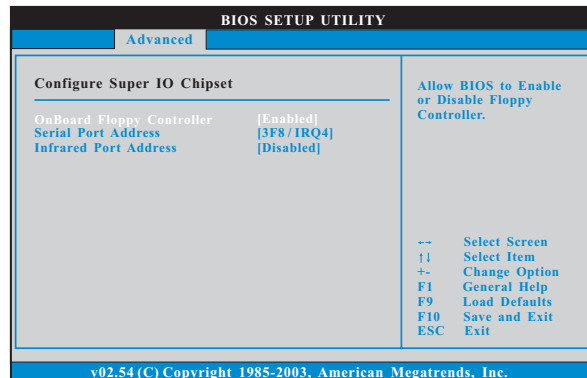 BIOS SETUP UTILITY
Advanced
Configure Super IO Chipset
OnBoard Floppy Controller [Enabled]
Serial Port Address [3F8 / IRQ4]
Infrared Port Address [Disabled]
Allow BIOS to Enable
or Disable Floppy
Controller.
←→ Select Screen
↑↓ Select Item
+- Change Option
F1 General Help
F9 Load Defaults
F10 Save and Exit
ESC Exit
v02.54 (C) Copyright 1985-2003, American Megatrends, Inc.